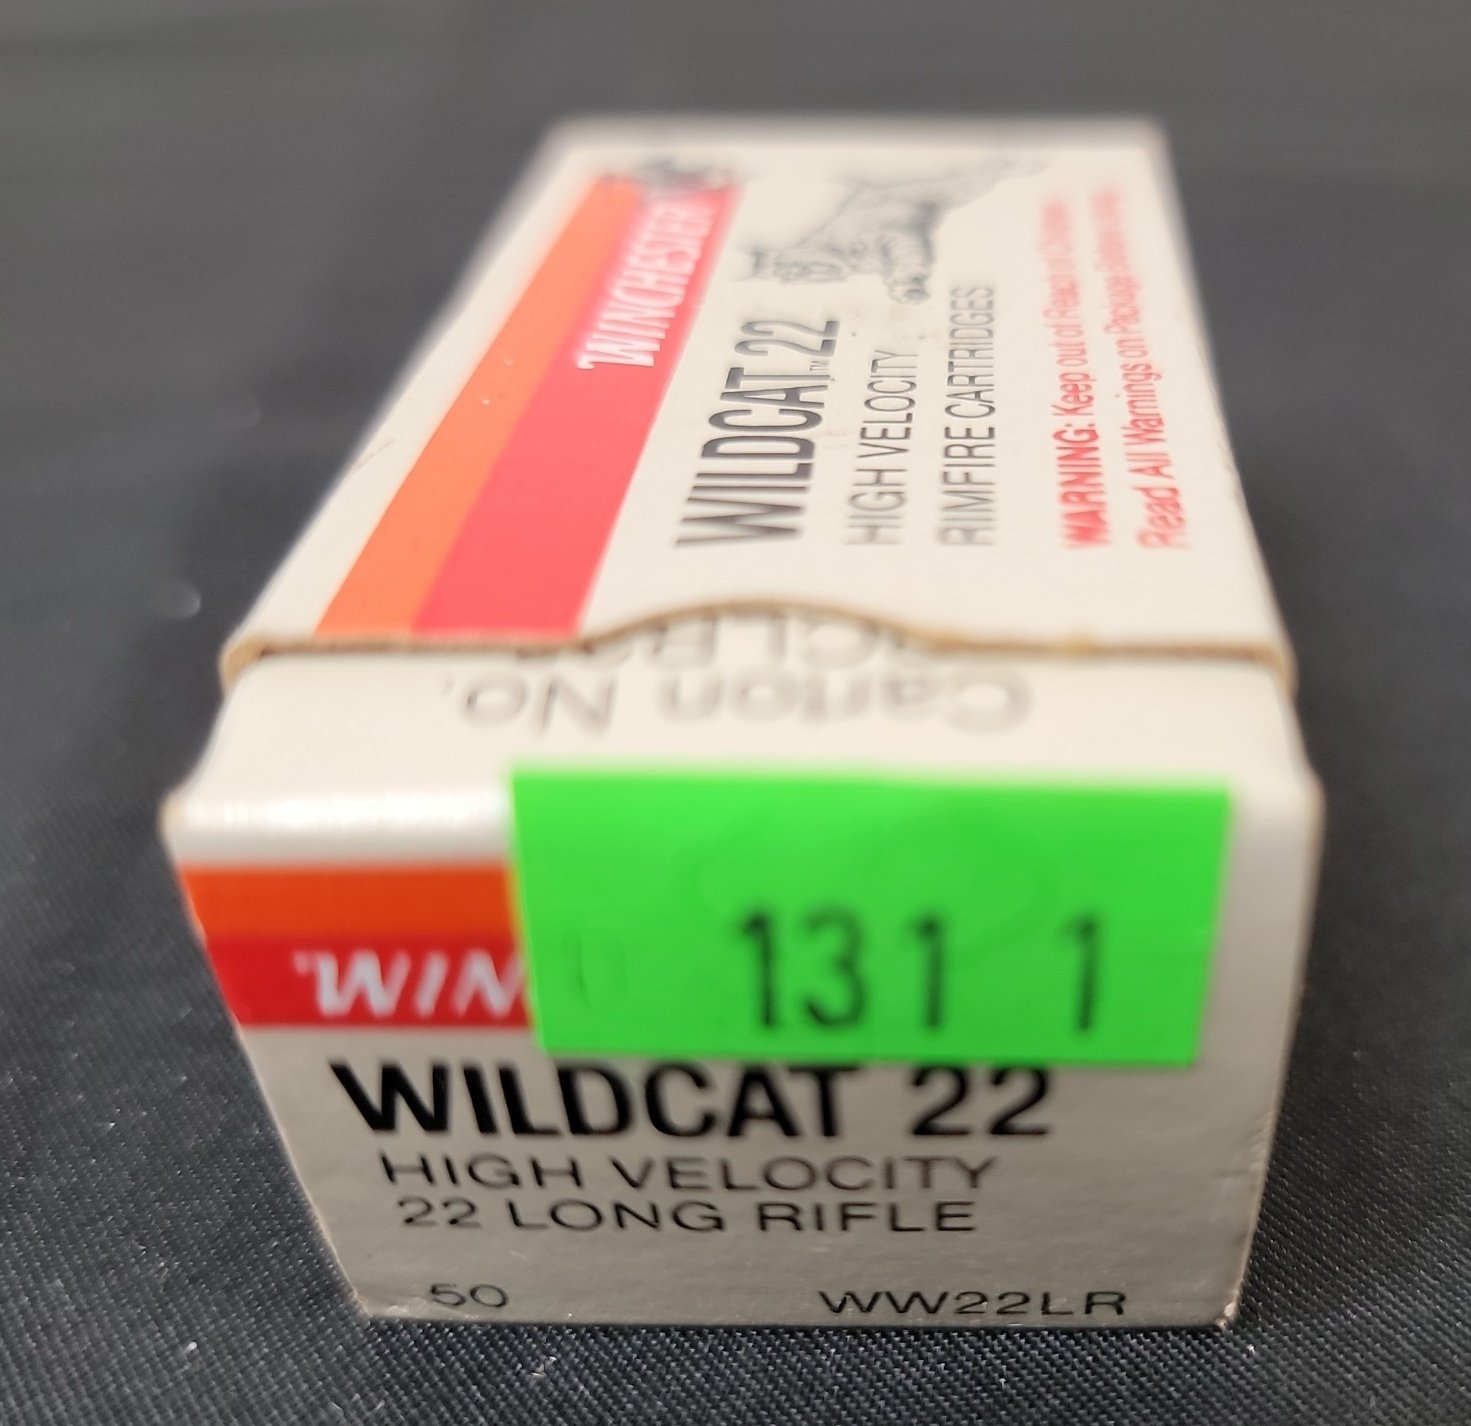 WINCHESTER
WILDCAT™ 22
HIGH VELOCITY
RIMFIRE CARTRIDGES
WARNING: Keep out of Reach of Children.
Read All Warnings on Package
Carton No.
131 1
WILDCAT 22
HIGH VELOCITY
22 LONG RIFLE
50 WW22LR